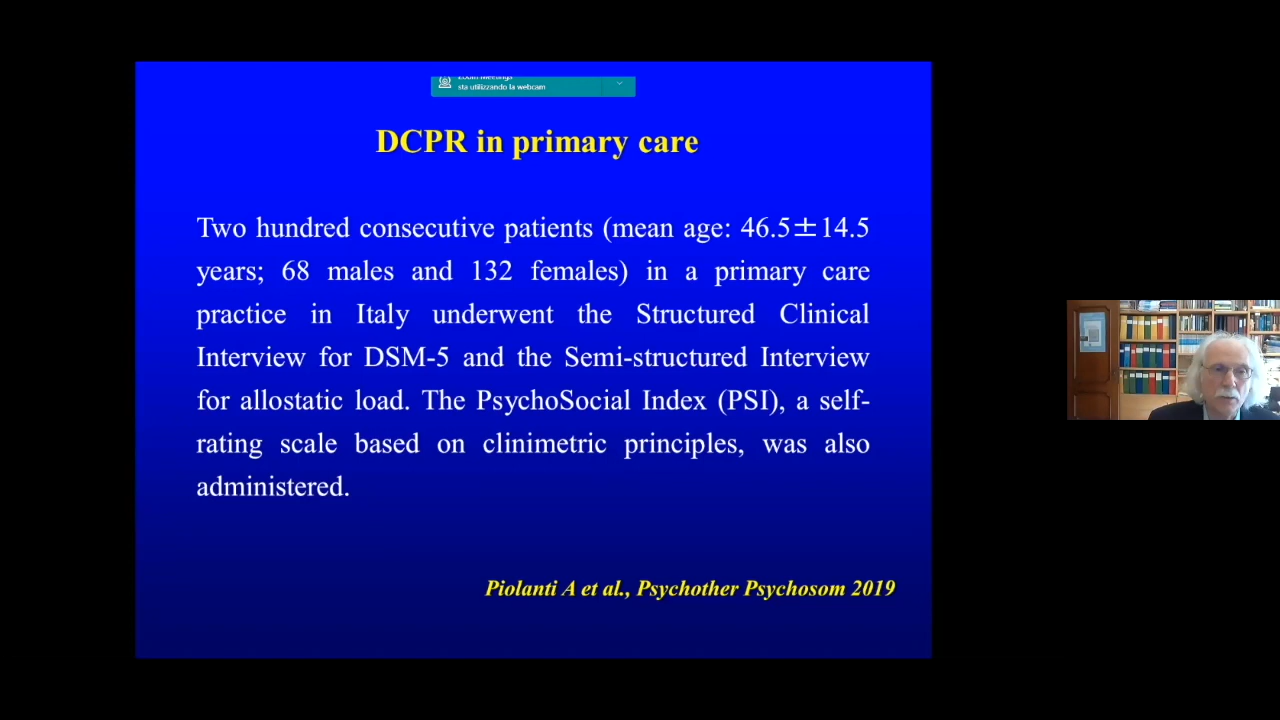 Zoom Meetings
sta utilizzando la webcam
DCPR in primary care
Two hundred consecutive patients (mean age: 46.5±14.5
years; 68 males and 132 females) in a primary care
practice in Italy underwent the Structured Clinical
Interview for DSM-5 and the Semi-structured Interview
for allostatic load. The PsychoSocial Index (PSI), a self-
rating scale based on clinimetric principles, was also
administered.
Piolanti A et al., Psychother Psychosom 2019